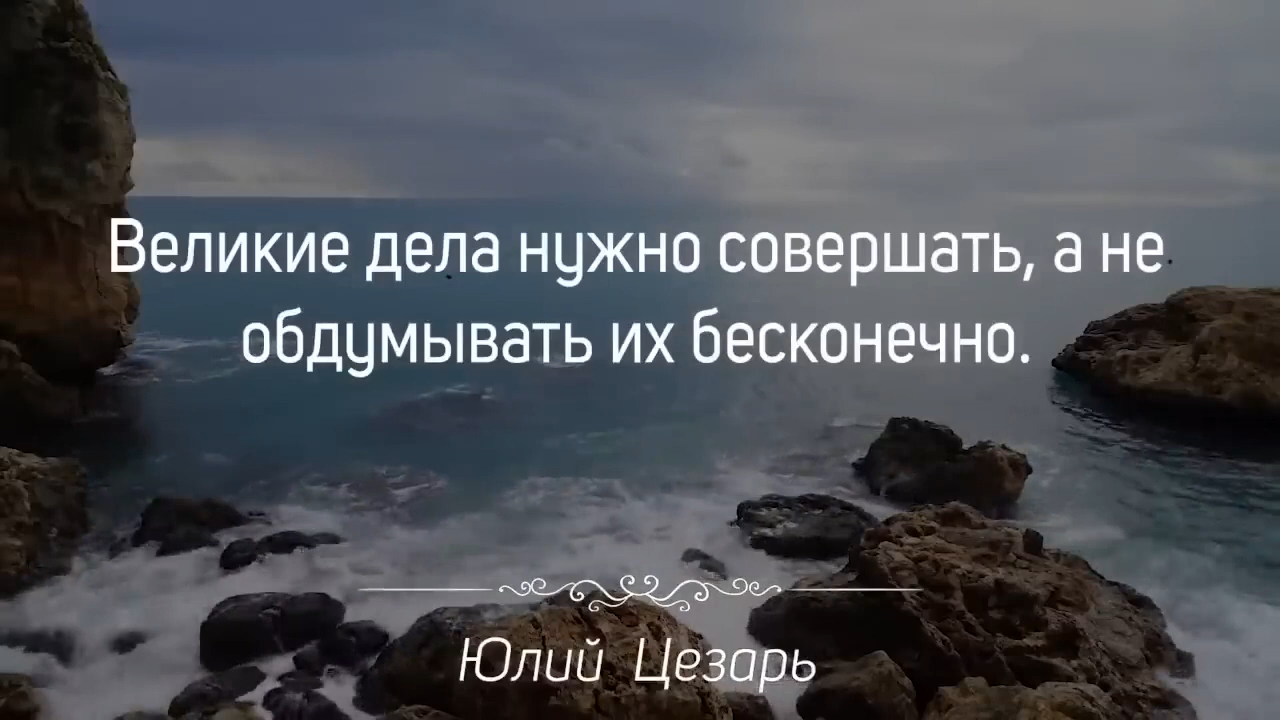 Великие дела нужно совершать, а не
обдумывать их бесконечно.
Юлий Цезарь